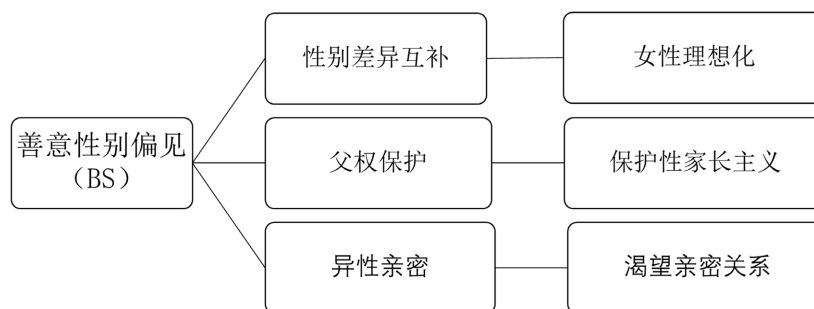 性别差异互补
女性理想化
善意性别偏见
（BS）
父权保护
保护性家长主义
异性亲密
渴望亲密关系